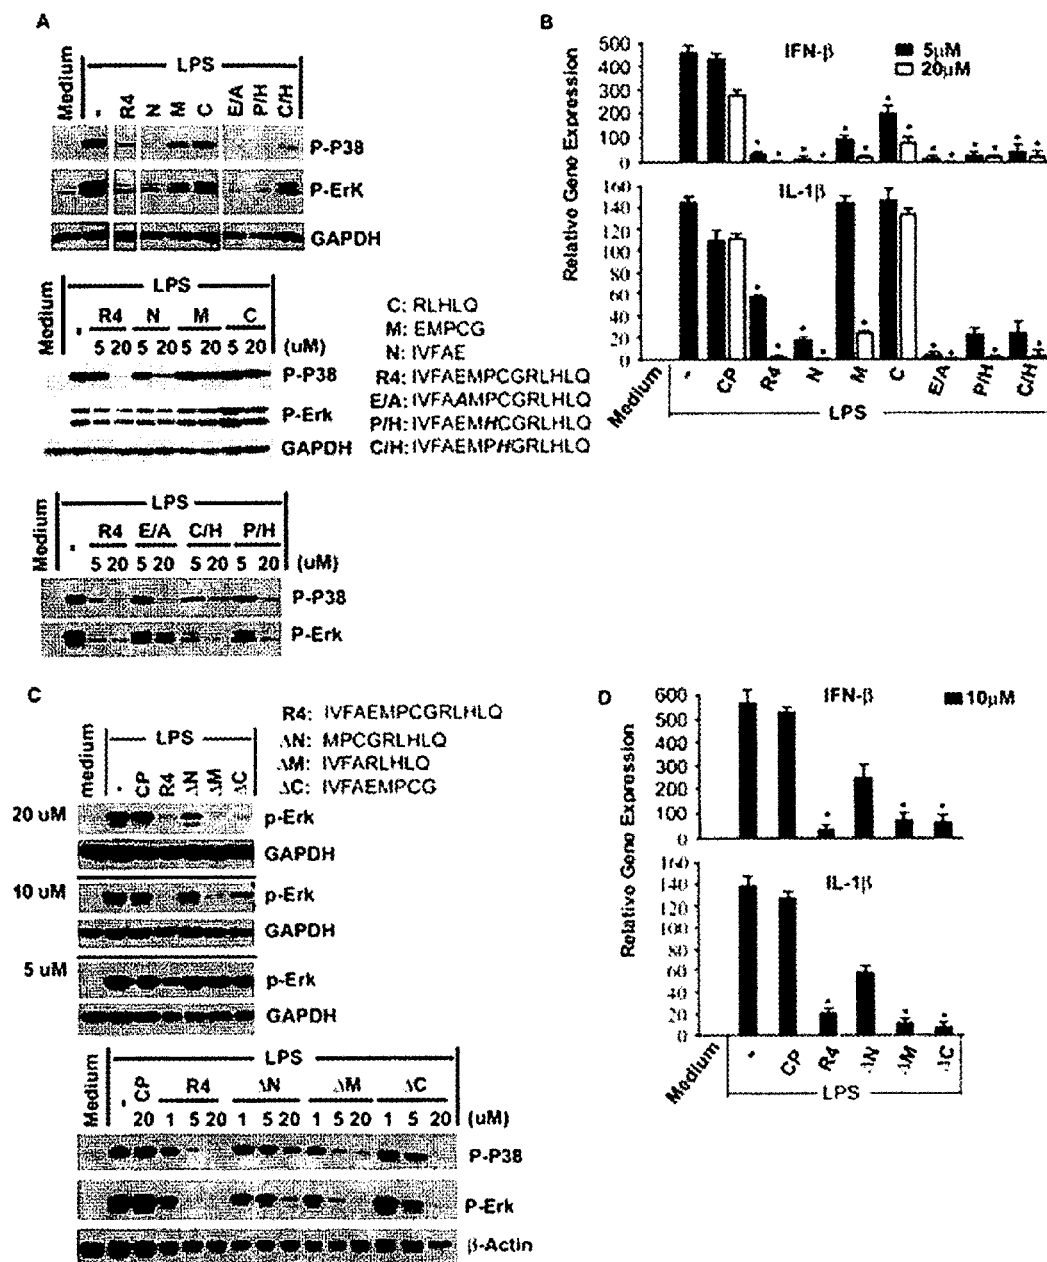 A
Medium
LPS
-
R4
N
M
C
E/A
P/H
C/H
P-P38
P-ErK
GAPDH
Medium
LPS
-
R4 N M C
5 20 5 20 5 20 5 20 (uM)
P-P38
P-Erk
GAPDH
C: RLHLQ
M: EMPCG
N: IVFAE
R4: IVFAEMPCGRLHLQ
E/A: IVFAAMPCGRLHLQ
P/H: IVFAEMHCGRLHLQ
C/H: IVFAEMPHGRLHLQ
Medium
LPS
-
R4 E/A C/H P/H
5 20 5 20 5 20 5 20 (uM)
P-P38
P-Erk
B
Relative Gene Expression
IFN-β
5μM
20μM
500
400
300
200
100
0
IL-1β
160
140
120
100
80
60
40
20
0
Medium
-
CP
R4
N
M
C
E/A
P/H
C/H
LPS
C
R4: IVFAEMPCGRLHLQ
ΔN: MPCGRLHLQ
ΔM: IVFARLHLQ
ΔC: IVFAEMPCG
medium
LPS
-
CP
R4
ΔN
ΔM
ΔC
20 uM
p-Erk
GAPDH
10 uM
p-Erk
GAPDH
5 uM
p-Erk
GAPDH
Medium
LPS
-
CP R4 ΔN ΔM ΔC
20 1 5 20 1 5 20 1 5 20 1 5 20 (uM)
P-P38
P-Erk
β-Actin
D
Relative Gene Expression
IFN-β
10μM
600
500
400
300
200
100
0
IL-1β
160
140
120
100
80
60
40
20
0
Medium
-
CP
R4
ΔN
ΔM
ΔC
LPS